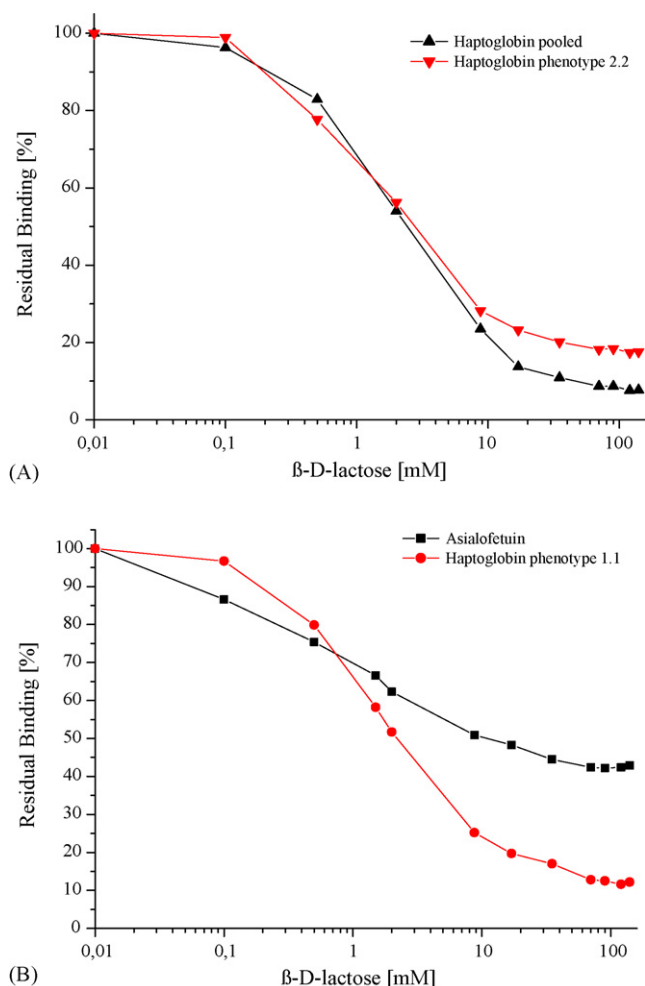 100
80
60
40
20
0
Residual Binding [%]
Haptoglobin pooled
Haptoglobin phenotype 2.2
0,01 0,1 1 10 100
ß-D-lactose [mM]
(A)
100
90
80
70
60
50
40
30
20
10
0
Residual Binding [%]
Asialofetuin
Haptoglobin phenotype 1.1
0,01 0,1 1 10 100
ß-D-lactose [mM]
(B)